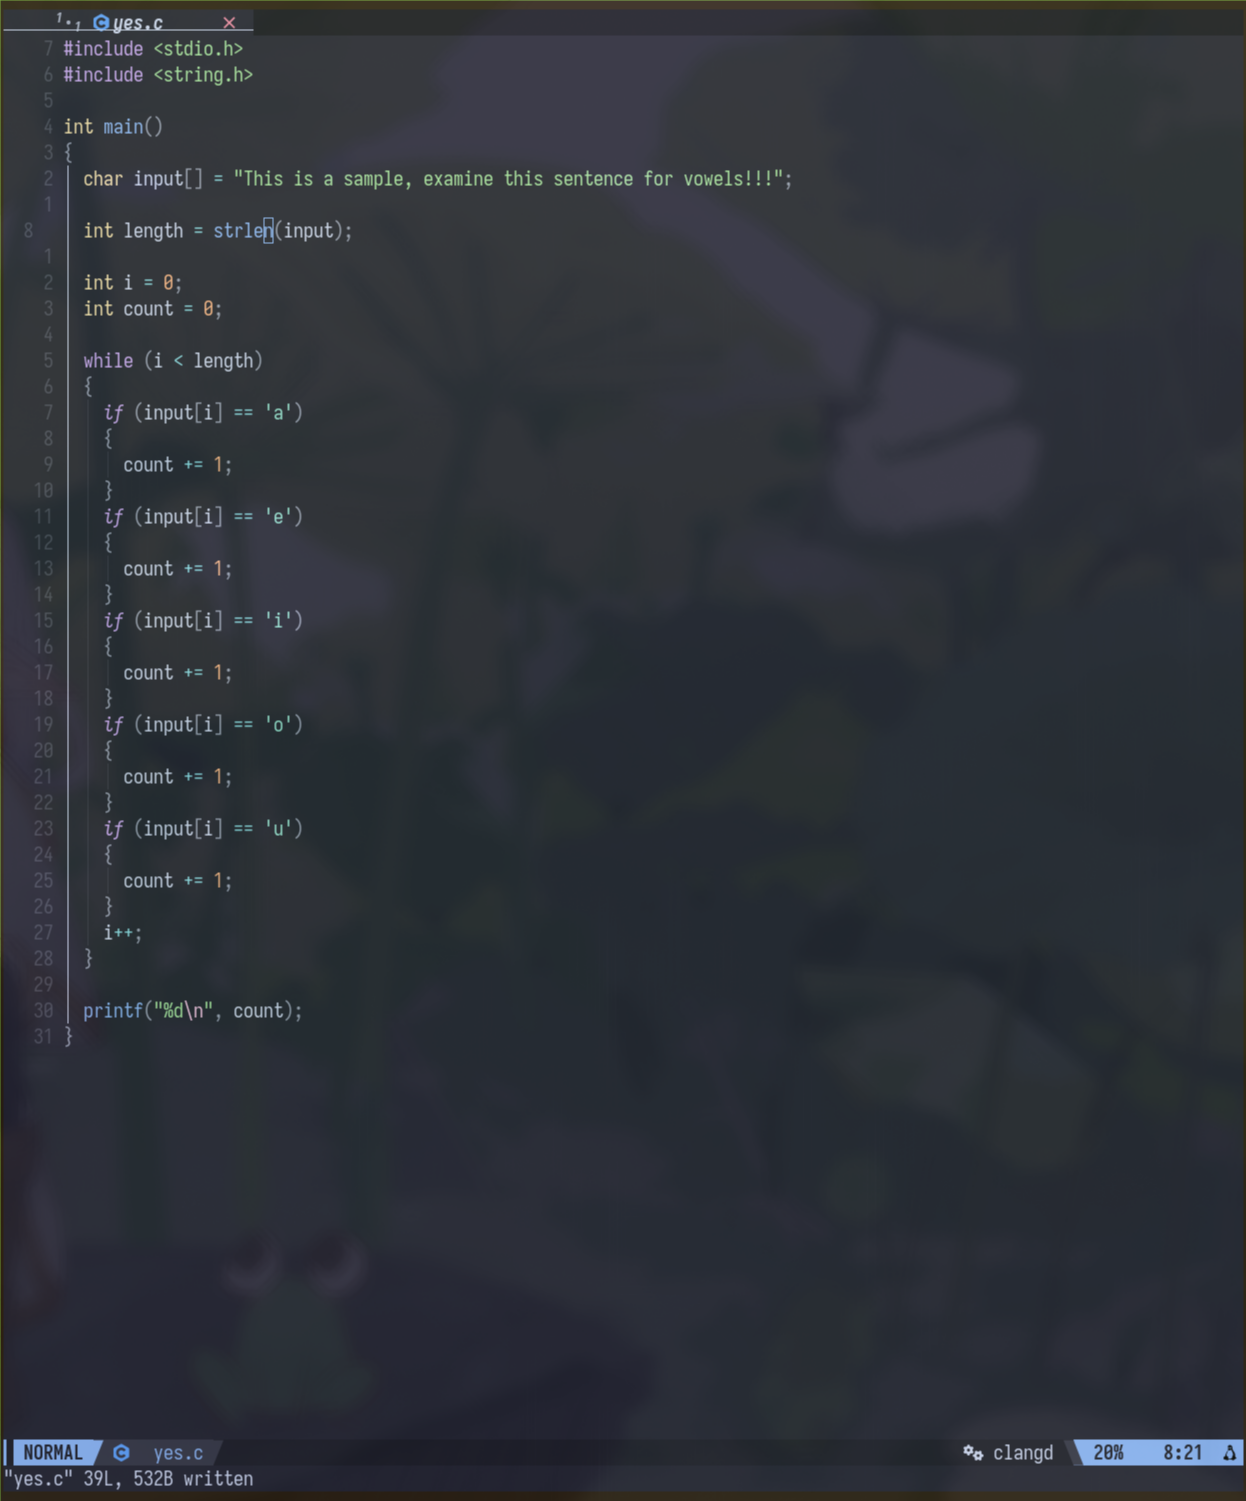 yes.c ×
7 #include <stdio.h>
6 #include <string.h>
5
4 int main()
3 {
2   char input[] = "This is a sample, examine this sentence for vowels!!!";
1
8   int length = strlen(input);
1
2   int i = 0;
3   int count = 0;
4
5   while (i < length)
6   {
7     if (input[i] == 'a')
8     {
9       count += 1;
10     }
11     if (input[i] == 'e')
12     {
13       count += 1;
14     }
15     if (input[i] == 'i')
16     {
17       count += 1;
18     }
19     if (input[i] == 'o')
20     {
21       count += 1;
22     }
23     if (input[i] == 'u')
24     {
25       count += 1;
26     }
27     i++;
28   }
29
30   printf("%d\n", count);
31 }
NORMAL C yes.c clangd 20% 8:21
"yes.c" 39L, 532B written